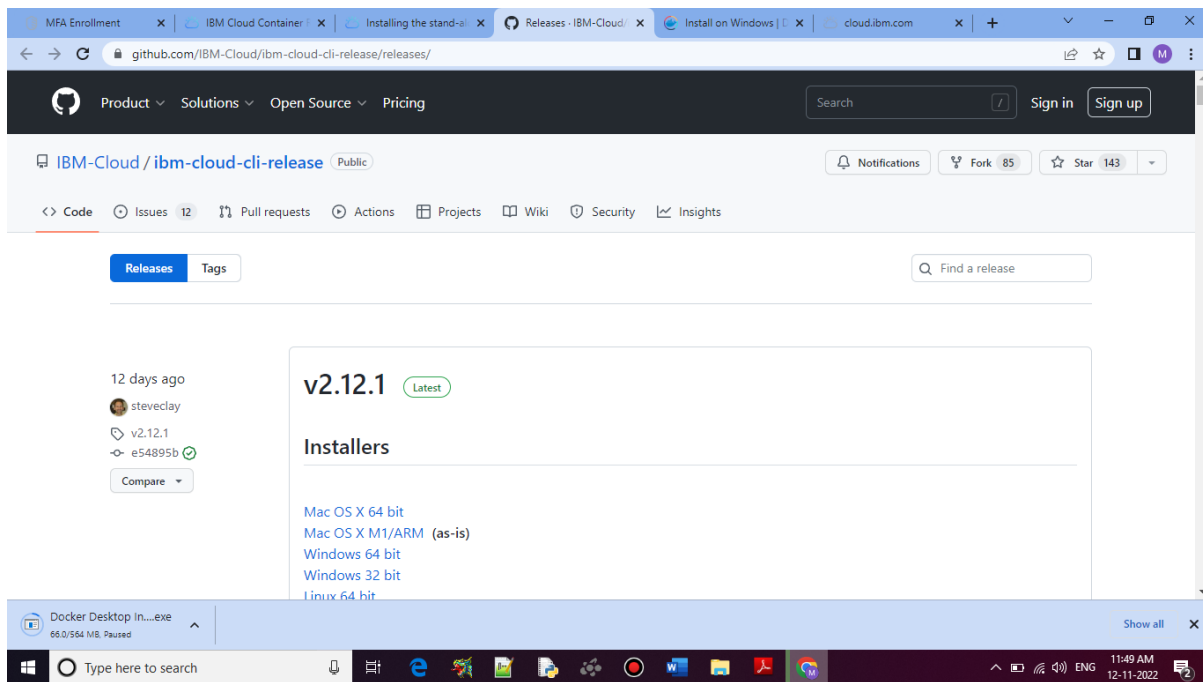 MFA Enrollment
IBM Cloud Container R
Installing the stand-al
Releases · IBM-Cloud/
Install on Windows | D
cloud.ibm.com
github.com/IBM-Cloud/ibm-cloud-cli-release/releases/
M
Product
Solutions
Open Source
Pricing
Search
/
Sign in
Sign up
IBM-Cloud / ibm-cloud-cli-release
Public
Notifications
Fork 85
Star 143
Code
Issues 12
Pull requests
Actions
Projects
Wiki
Security
Insights
Releases
Tags
Find a release
12 days ago
steveclay
v2.12.1
e54895b
Compare
v2.12.1
Latest
Installers
Mac OS X 64 bit
Mac OS X M1/ARM (as-is)
Windows 64 bit
Windows 32 bit
Linux 64 bit
Docker Desktop In....exe
66.0/564 MB, Paused
Show all
Type here to search
ENG
11:49 AM
12-11-2022
2